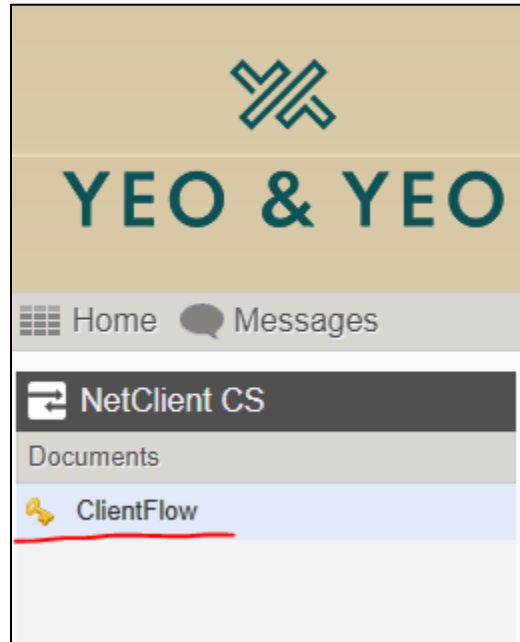 YEO & YEO
Home Messages
NetClient CS
Documents
ClientFlow